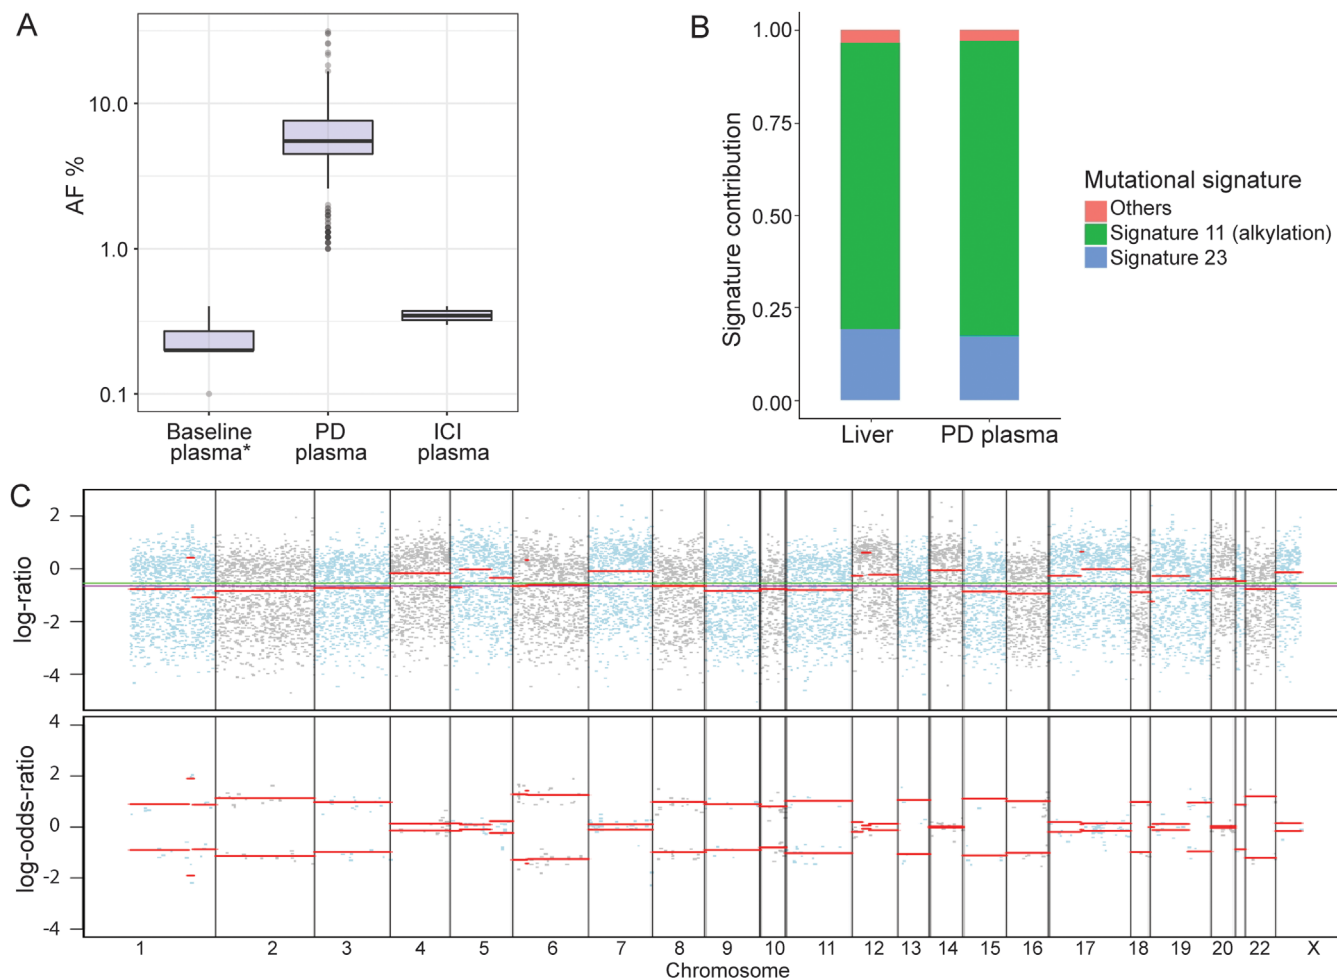 A
AF %
10.0
1.0
0.1
Baseline
plasma*
PD
plasma
ICI
plasma
B
Signature contribution
1.00
0.75
0.50
0.25
0.00
Liver
PD plasma
Mutational signature
Others
Signature 11 (alkylation)
Signature 23
C
log-ratio
2
0
-2
-4
log-odds-ratio
4
2
0
-2
-4
1 2 3 4 5 6 7 8 9 10 11 12 13 14 15 16 17 18 19 20 22 X
Chromosome